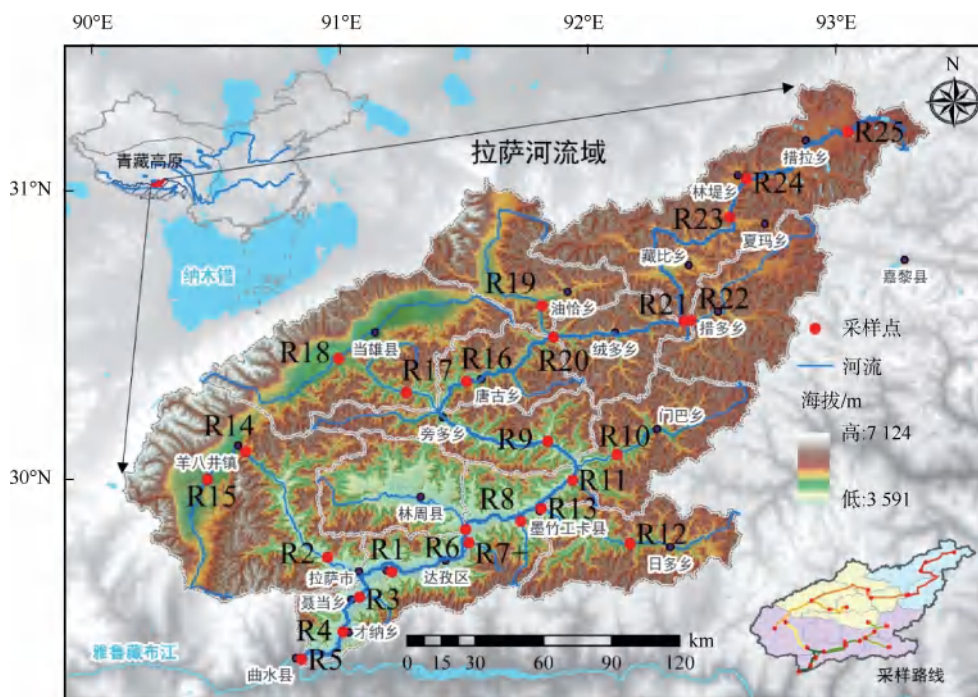 90°E
91°E
92°E
93°E
N
青藏高原
拉萨河流域
31°N
R25
措拉乡
林堤乡
R24
R23
夏玛乡
纳木错
藏比乡
嘉黎县
R19
油恰乡
R21
R22
措多乡
采样点
当雄县
R18
R17
R16
R20
绒多乡
河流
唐古乡
海拔/m
高:7 124
低:3 591
R14
旁多乡
门巴乡
R9
R10
羊八井镇
30°N
R15
R11
林周县
R8
R13
墨竹工卡县
R12
R2
R1
R6
R7+
日多乡
拉萨市
达孜区
聂当乡
R3
R4
才纳乡
km
0 15 30 60 90 120
雅鲁藏布江
曲水县
R5
采样路线